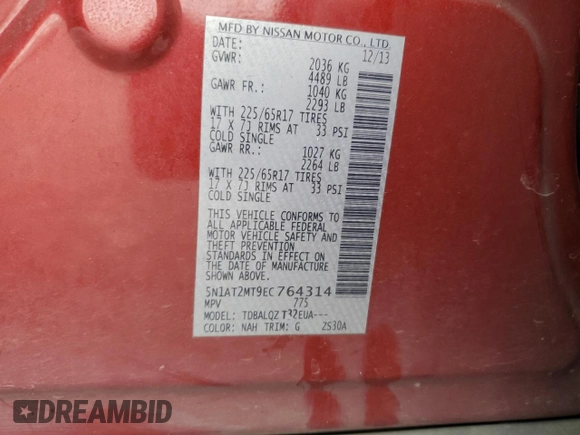 MFD BY NISSAN MOTOR CO., LTD.
DATE: 12/13
GVWR: 2036 KG
4489 LB
GAWR FR.: 1040 KG
2293 LB
WITH 225/65R17 TIRES
17 X 7J RIMS AT 33 PSI
COLD SINGLE
GAWR RR.: 1027 KG
2264 LB
WITH 225/65R17 TIRES
17 X 7J RIMS AT 33 PSI
COLD SINGLE
THIS VEHICLE CONFORMS TO
ALL APPLICABLE FEDERAL
MOTOR VEHICLE SAFETY AND
THEFT PREVENTION
STANDARDS IN EFFECT ON
THE DATE OF MANUFACTURE
SHOWN ABOVE.
5N1AT2MT9EC764314
MPV 775
MODEL: TDBALQZ T32EUA---
COLOR: NAH TRIM: G ZS30A
DREAMBID